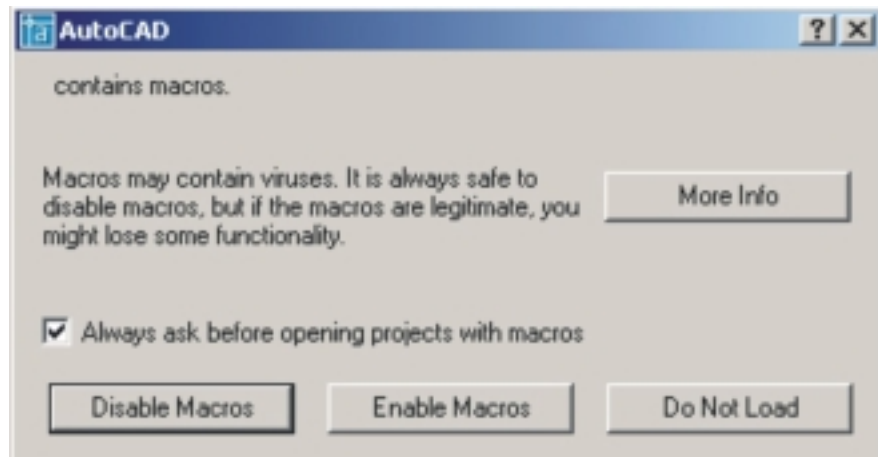 AutoCAD
contains macros.
Macros may contain viruses. It is always safe to
disable macros, but if the macros are legitimate, you
might lose some functionality.
More Info
Always ask before opening projects with macros
Disable Macros
Enable Macros
Do Not Load